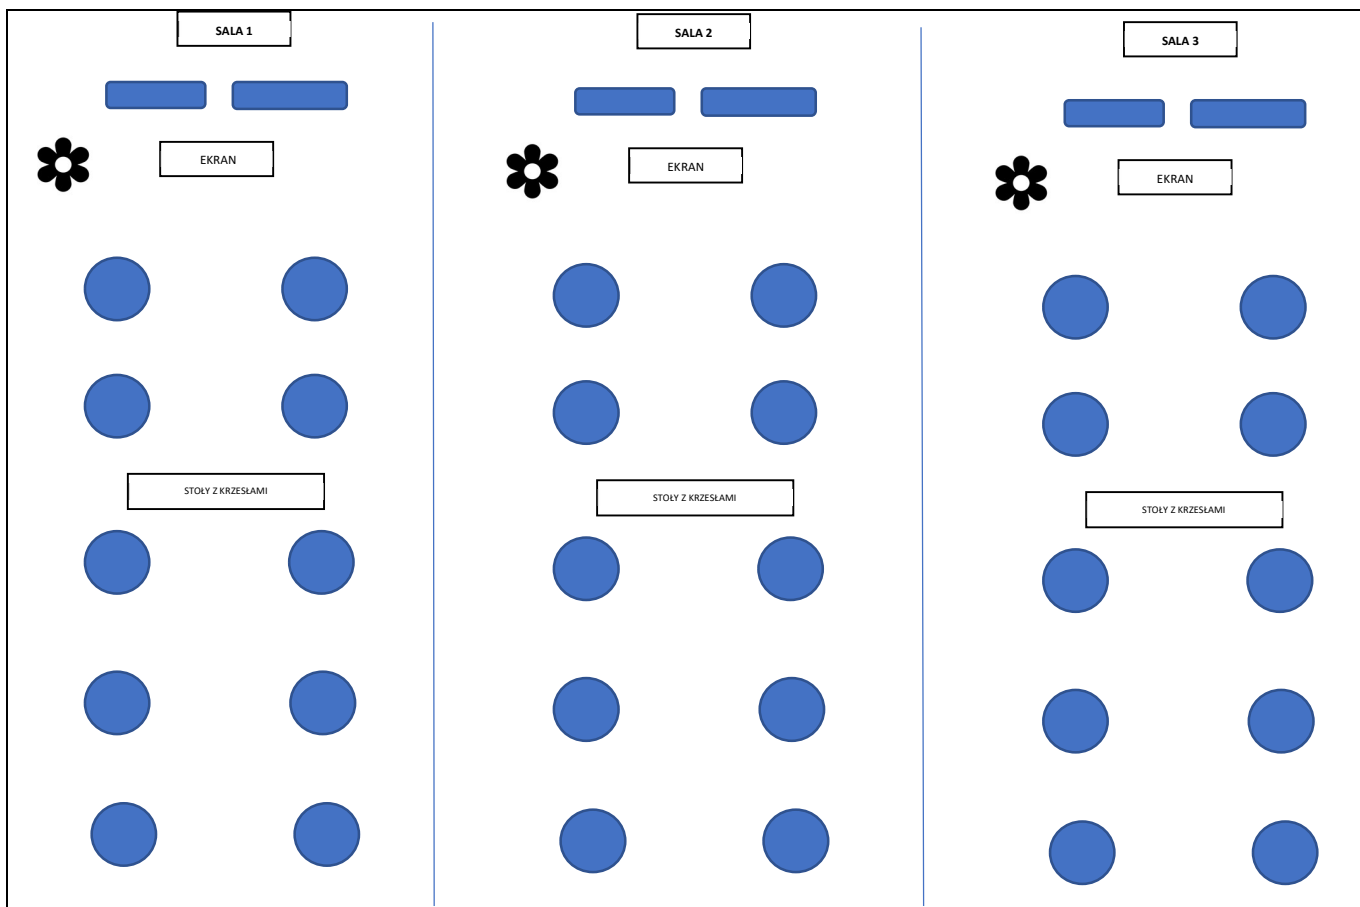 SALA 1
EKRAN
STOŁY Z KRZESŁAMI
SALA 2
EKRAN
STOŁY Z KRZESŁAMI
SALA 3
EKRAN
STOŁY Z KRZESŁAMI